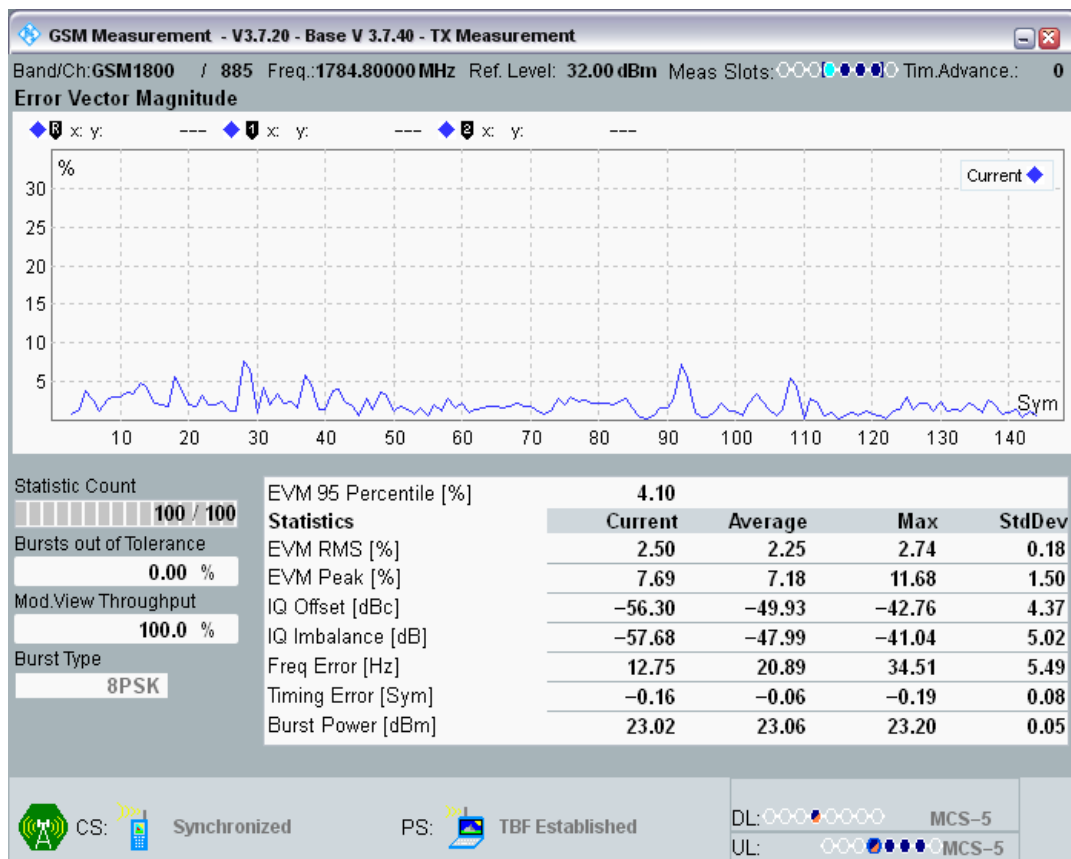 GSM Measurement - V3.7.20 - Base V 3.7.40 - TX Measurement
Band/Ch:GSM1800 / 885 Freq.:1784.80000 MHz Ref. Level: 32.00 dBm Meas Slots: Tim.Advance.: 0
Error Vector Magnitude
R x: y: --- 1 x: y: --- 2 x: y: ---
%
Current
30
25
20
15
10
5
Sym
10 20 30 40 50 60 70 80 90 100 110 120 130 140
Statistic Count
100 / 100
Bursts out of Tolerance
0.00 %
Mod.View Throughput
100.0 %
Burst Type
8PSK
EVM 95 Percentile [%] 4.10
Statistics Current Average Max StdDev
EVM RMS [%] 2.50 2.25 2.74 0.18
EVM Peak [%] 7.69 7.18 11.68 1.50
IQ Offset [dBc] −56.30 −49.93 −42.76 4.37
IQ Imbalance [dB] −57.68 −47.99 −41.04 5.02
Freq Error [Hz] 12.75 20.89 34.51 5.49
Timing Error [Sym] −0.16 −0.06 −0.19 0.08
Burst Power [dBm] 23.02 23.06 23.20 0.05
CS: Synchronized PS: TBF Established
DL: MCS−5
UL: MCS−5